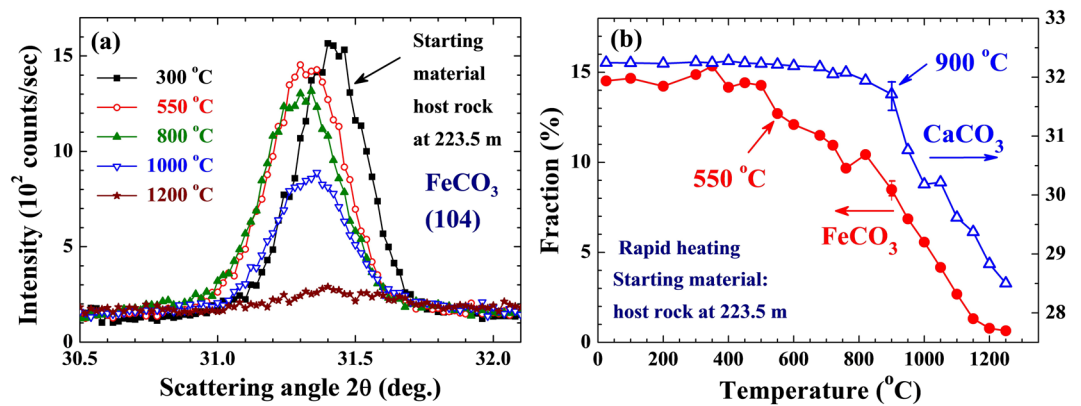 (a)
300 °C
550 °C
800 °C
1000 °C
1200 °C
Starting
material
host rock
at 223.5 m
FeCO3
(104)
15
10
5
0
Intensity (10² counts/sec)
30.5 31.0 31.5 32.0
Scattering angle 2θ (deg.)
(b)
900 °C
CaCO3
550 °C
FeCO3
Rapid heating
Starting material:
host rock at 223.5 m
15
10
5
0
Fraction (%)
33
32
31
30
29
28
0 200 400 600 800 1000 1200
Temperature (°C)